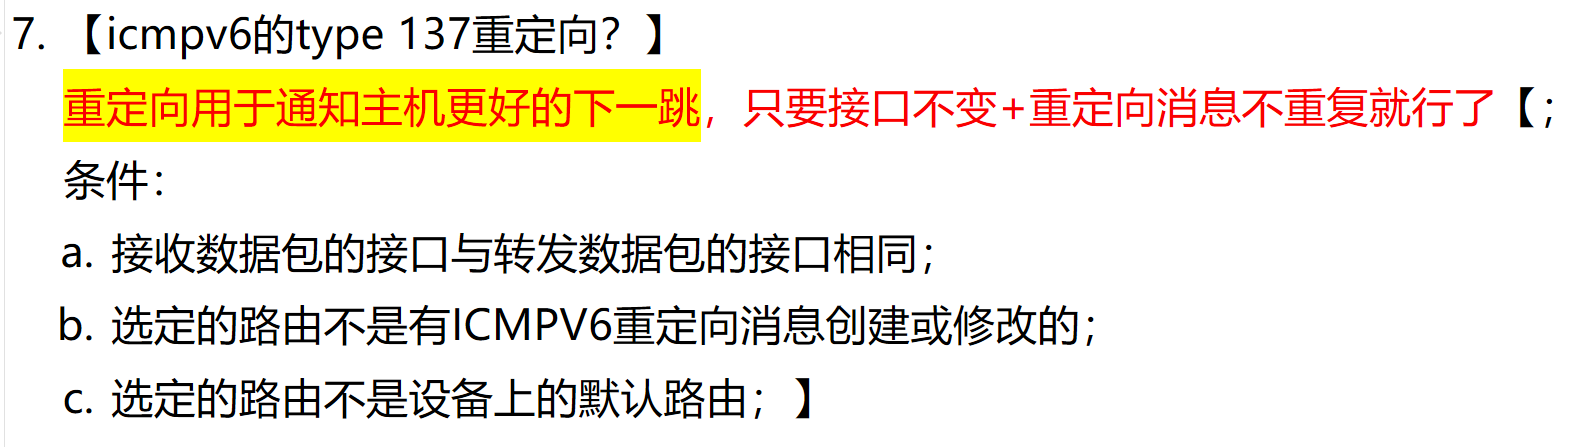 7. 【icmpv6的type 137重定向？】
重定向用于通知主机更好的下一跳，只要接口不变+重定向消息不重复就行了【；
条件：
a. 接收数据包的接口与转发数据包的接口相同；
b. 选定的路由不是有ICMPV6重定向消息创建或修改的；
c. 选定的路由不是设备上的默认路由；】